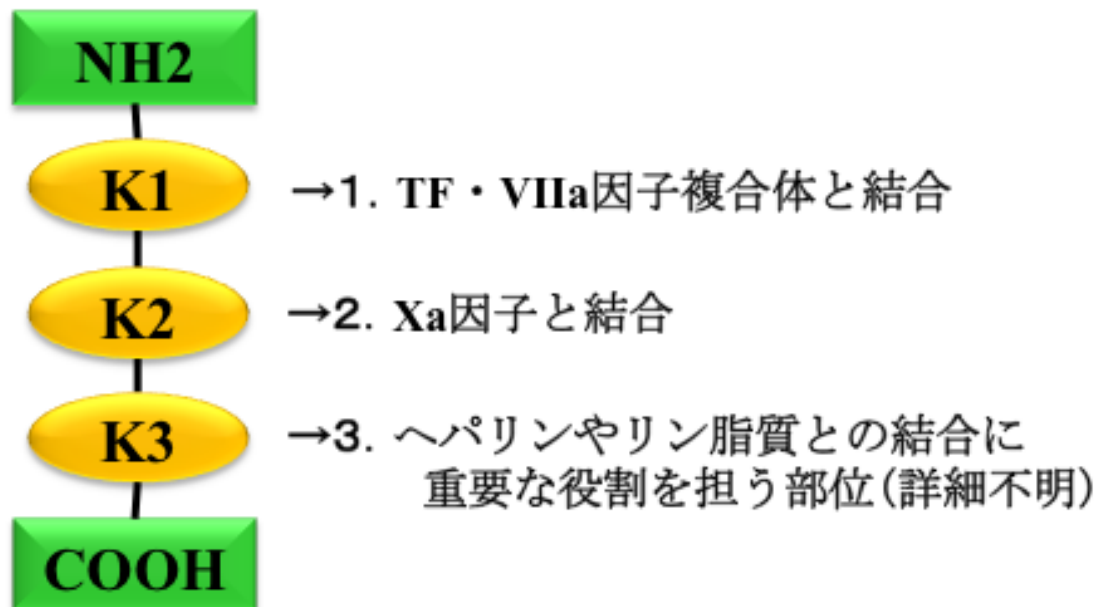 NH2
K1 →1. TF・VIIa因子複合体と結合
K2 →2. Xa因子と結合
K3 →3. ヘパリンやリン脂質との結合に
重要な役割を担う部位(詳細不明)
COOH